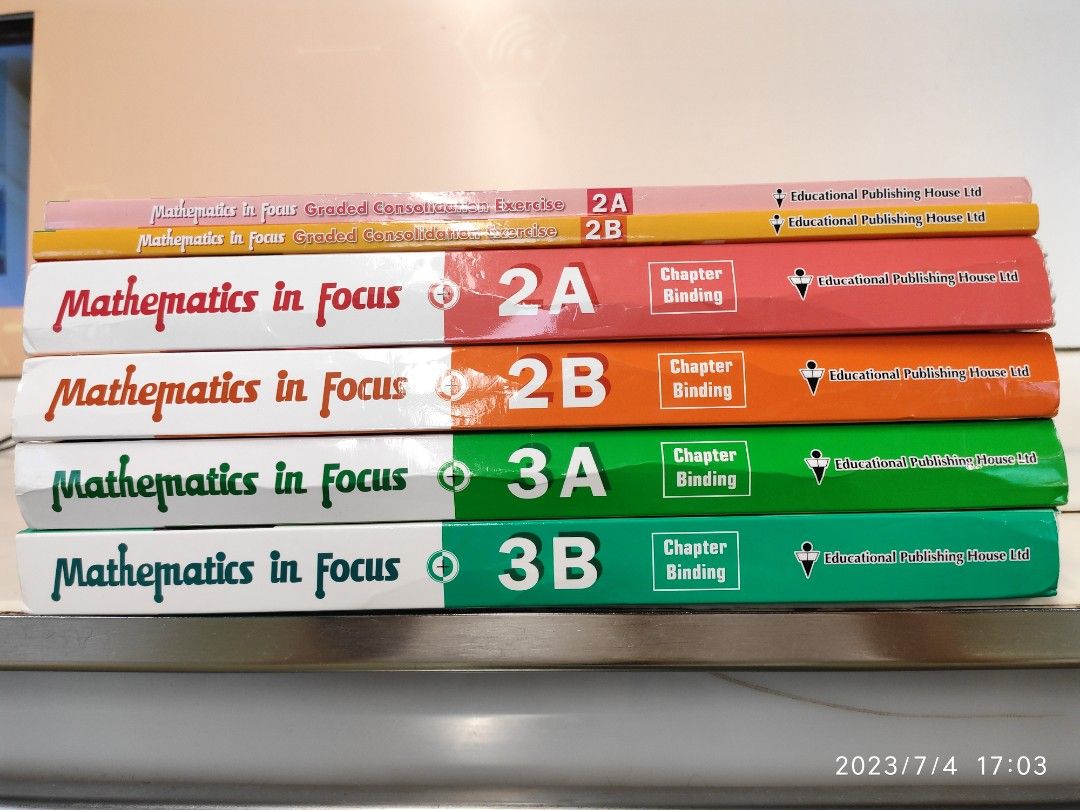 Mathematics in Focus Graded Consolidation Exercise 2A Educational Publishing House Ltd
Mathematics in Focus Graded Consolidation Exercise 2B Educational Publishing House Ltd
Mathematics in Focus 2A Chapter Binding Educational Publishing House Ltd
Mathematics in Focus 2B Chapter Binding Educational Publishing House Ltd
Mathematics in Focus 3A Chapter Binding Educational Publishing House Ltd
Mathematics in Focus 3B Chapter Binding Educational Publishing House Ltd
2023/7/4 17:03